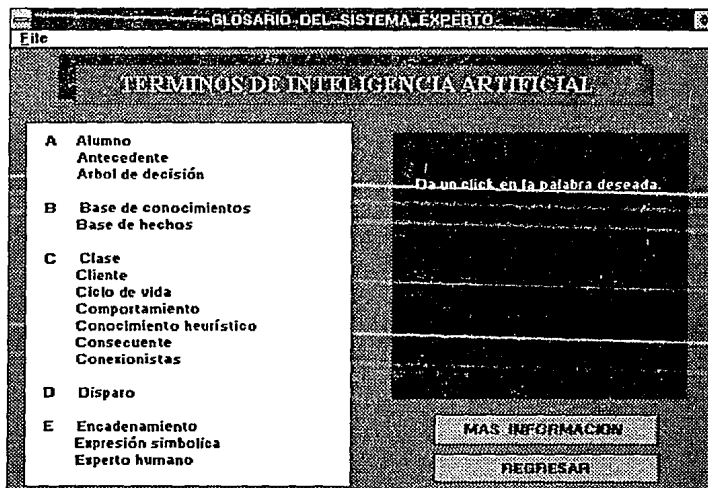 GLOSARIO DEL SISTEMA EXPERTO
File
TERMINOS DE INTELIGENCIA ARTIFICIAL
A Alumno
Antecedente
Arbol de decisión
B Base de conocimientos
Base de hechos
C Clase
Cliente
Ciclo de vida
Comportamiento
Conocimiento heurístico
Consecuente
Conexionistas
D Disparo
E Encadenamiento
Expresión simbolíca
Experto humano
Da un click en la palabra deseada.
MAS INFORMACION
REGRESAR